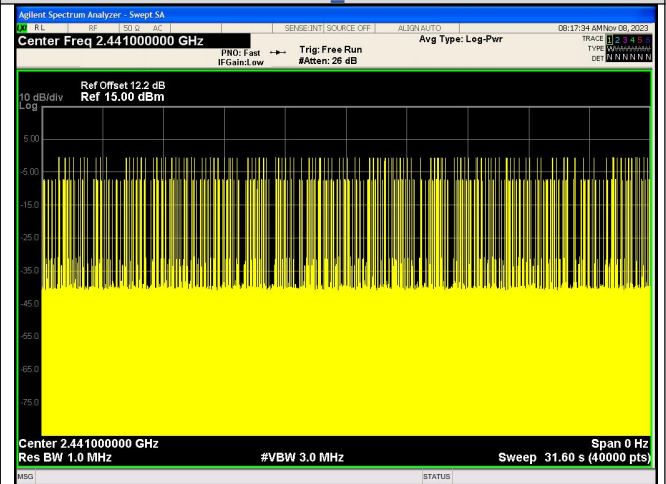 Agilent Spectrum Analyzer - Swept SA
RL RF 50 Ω AC SENSE:INT SOURCE OFF ALIGN AUTO 08:17:34 AM Nov 08, 2023
Center Freq 2.441000000 GHz Avg Type: Log-Pwr TRACE 1 2 3 4 5 6
PNO: Fast Trig: Free Run TYPE
IFGain:Low #Atten: 26 dB DET N N N N N N
Ref Offset 12.2 dB
10 dB/div Ref 15.00 dBm
Log
5.00
-5.00
-15.0
-25.0
-35.0
-45.0
-55.0
-65.0
-75.0
Center 2.441000000 GHz Span 0 Hz
Res BW 1.0 MHz #VBW 3.0 MHz Sweep 31.60 s (40000 pts)
MSG STATUS